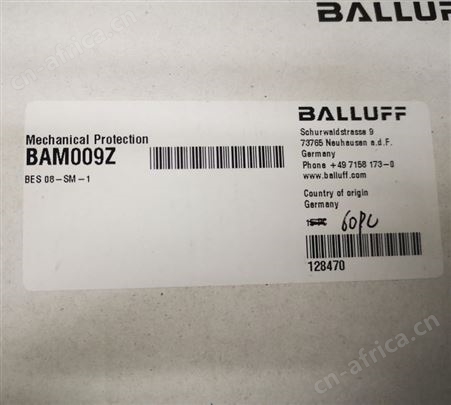 BALLUFF
Mechanical Protection
BAM009Z
BES 08-SM-1
BALLUFF
Schurwaldstrasse 9
73765 Neuhausen a.d.F.
Germany
Phone +49 7158 173-0
www.balluff.com
Country of origin
Germany
60PC
128470
cn-africa.cn
cn-africa.com.cn